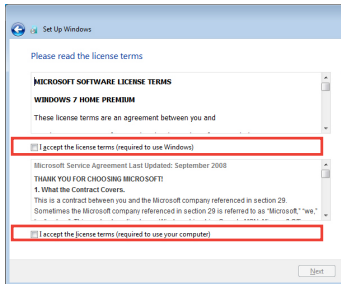 Set Up Windows
Please read the license terms
MICROSOFT SOFTWARE LICENSE TERMS
WINDOWS 7 HOME PREMIUM
These license terms are an agreement between you and
I accept the license terms (required to use Windows)
Microsoft Service Agreement Last Updated: September 2008
THANK YOU FOR CHOOSING MICROSOFT!
1. What the Contract Covers.
This is a contract between you and the Microsoft company referenced in section 29.
Sometimes the Microsoft company referenced in section 29 is referred to as "Microsoft," "we,"
I accept the license terms (required to use your computer)
Next